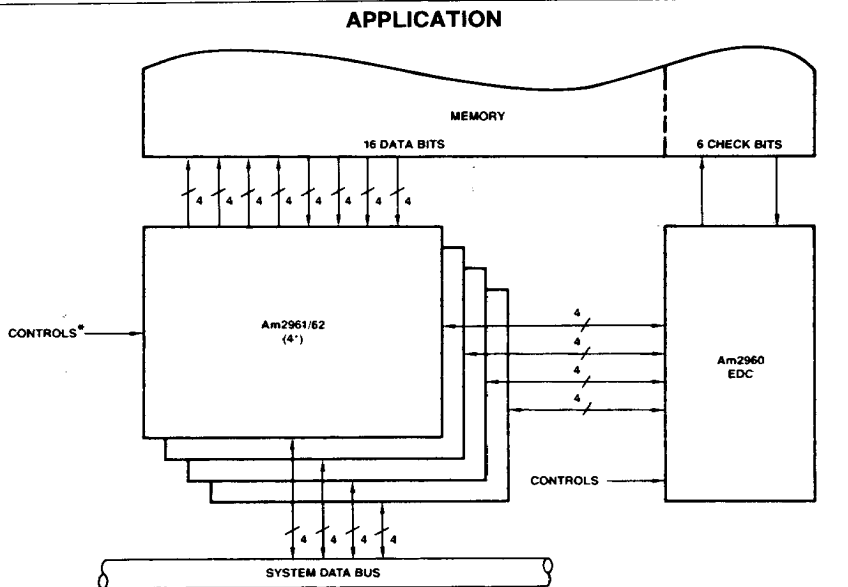 APPLICATION
MEMORY
16 DATA BITS
6 CHECK BITS
4 4 4 4 4 4 4 4
Am2961/62
(4*)
CONTROLS*
4
4
4
4
Am2960
EDC
CONTROLS
4 4 4 4
SYSTEM DATA BUS